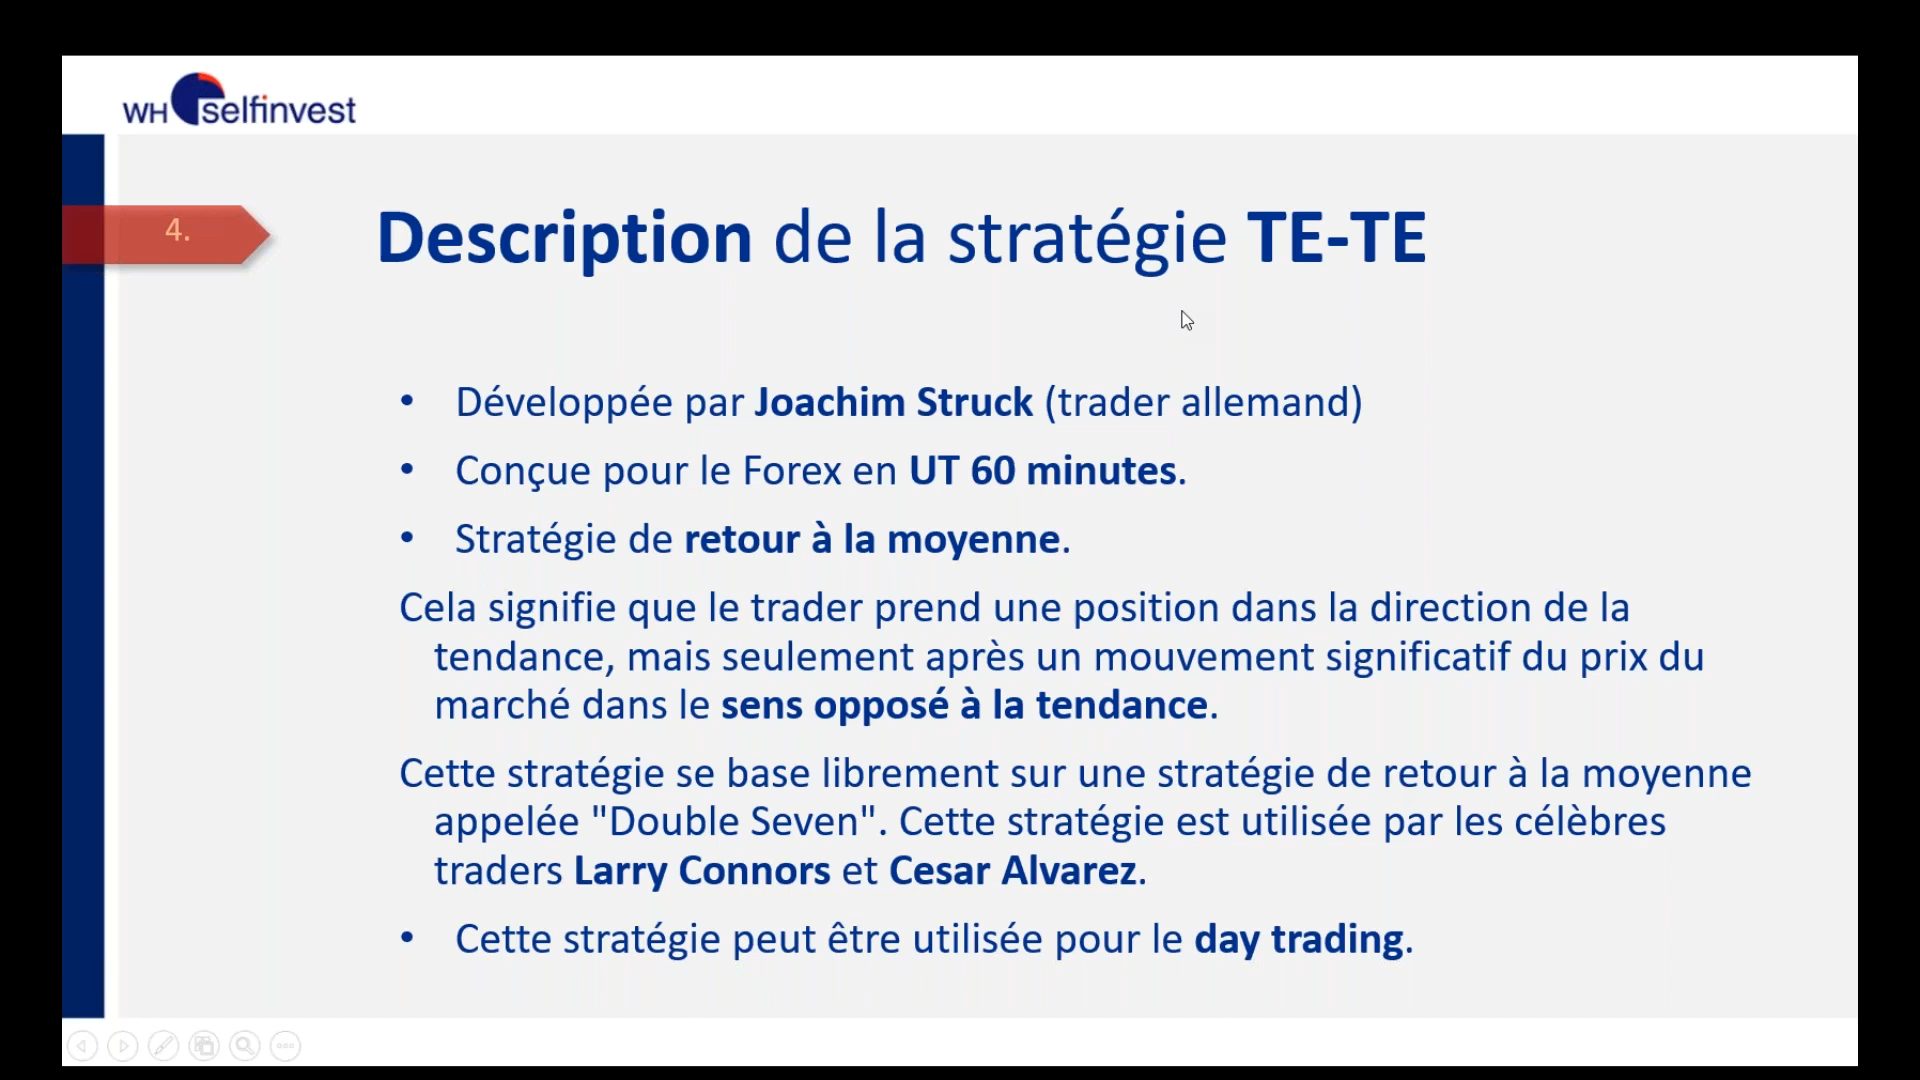 WH selfinvest
4.
Description de la stratégie TE-TE
• Développée par Joachim Struck (trader allemand)
• Conçue pour le Forex en UT 60 minutes.
• Stratégie de retour à la moyenne.
Cela signifie que le trader prend une position dans la direction de la
tendance, mais seulement après un mouvement significatif du prix du
marché dans le sens opposé à la tendance.
Cette stratégie se base librement sur une stratégie de retour à la moyenne
appelée "Double Seven". Cette stratégie est utilisée par les célèbres
traders Larry Connors et Cesar Alvarez.
• Cette stratégie peut être utilisée pour le day trading.